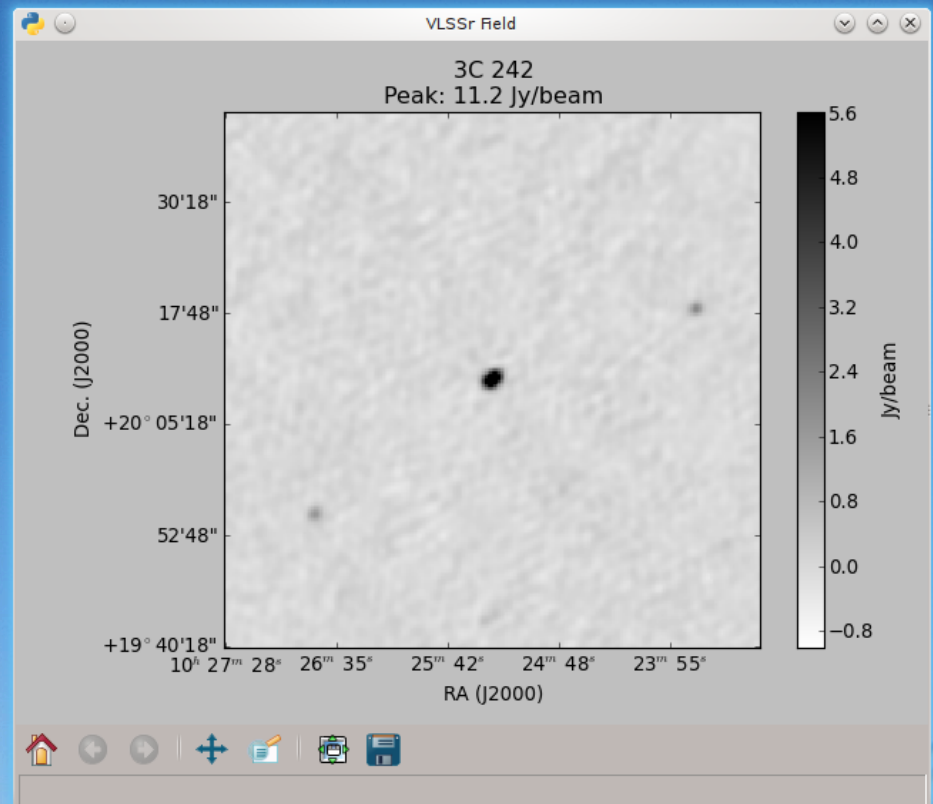 VLSSr Field
3C 242
Peak: 11.2 Jy/beam
5.6
4.8
4.0
3.2
2.4
1.6
0.8
0.0
−0.8
Jy/beam
Dec. (J2000)
30'18"
17'48"
+20° 05'18"
52'48"
+19° 40'18"
10ʰ 27ᵐ 28ˢ 26ᵐ 35ˢ 25ᵐ 42ˢ 24ᵐ 48ˢ 23ᵐ 55ˢ
RA (J2000)